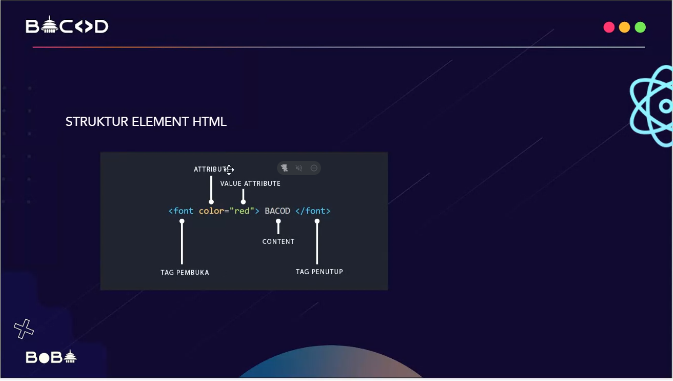 BACOD
STRUKTUR ELEMENT HTML
ATTRIBUTE
VALUE ATTRIBUTE
<font color="red"> BACOD </font>
CONTENT
TAG PEMBUKA
TAG PENUTUP
BOBA